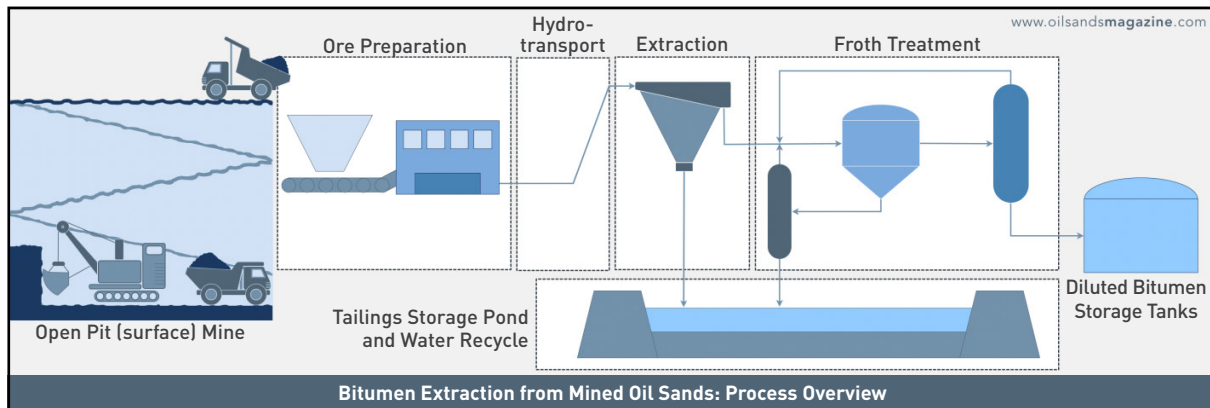 www.oilsandsmagazine.com
Ore Preparation
Hydro-
transport
Extraction
Froth Treatment
Open Pit (surface) Mine
Tailings Storage Pond
and Water Recycle
Diluted Bitumen
Storage Tanks
Bitumen Extraction from Mined Oil Sands: Process Overview